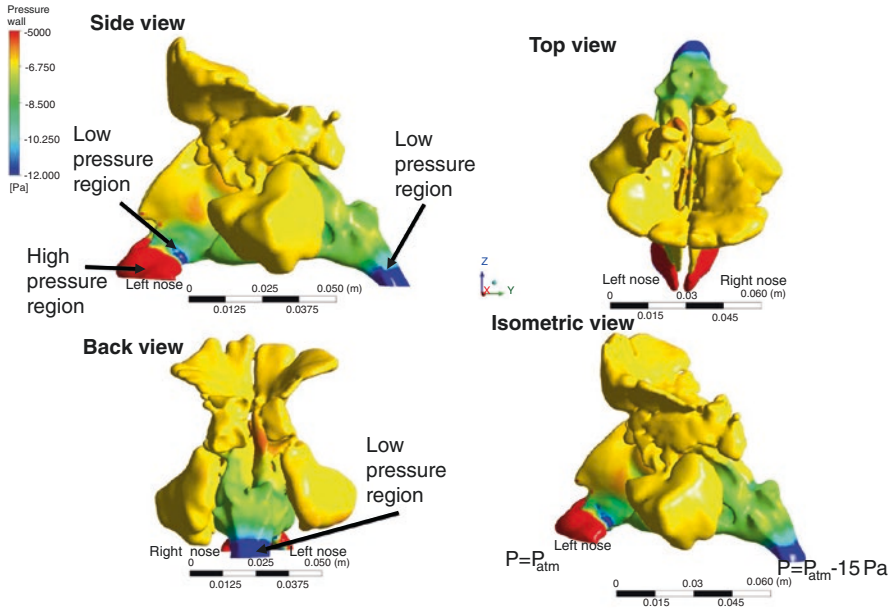 Pressure
wall
-5000
-6.750
-8.500
-10.250
-12.000
[Pa]
Side view
Low
pressure
region
Low
pressure
region
High
pressure
region
Left nose
0 0.025 0.050 (m)
0.0125 0.0375
Top view
Left nose Right nose
0 0.03 0.060 (m)
0.015 0.045
Z
X Y
Back view
Low
pressure
region
Right nose Left nose
0 0.025 0.050 (m)
0.0125 0.0375
Isometric view
Left nose
P=Patm
P=Patm-15 Pa
0 0.03 0.060 (m)
0.015 0.045